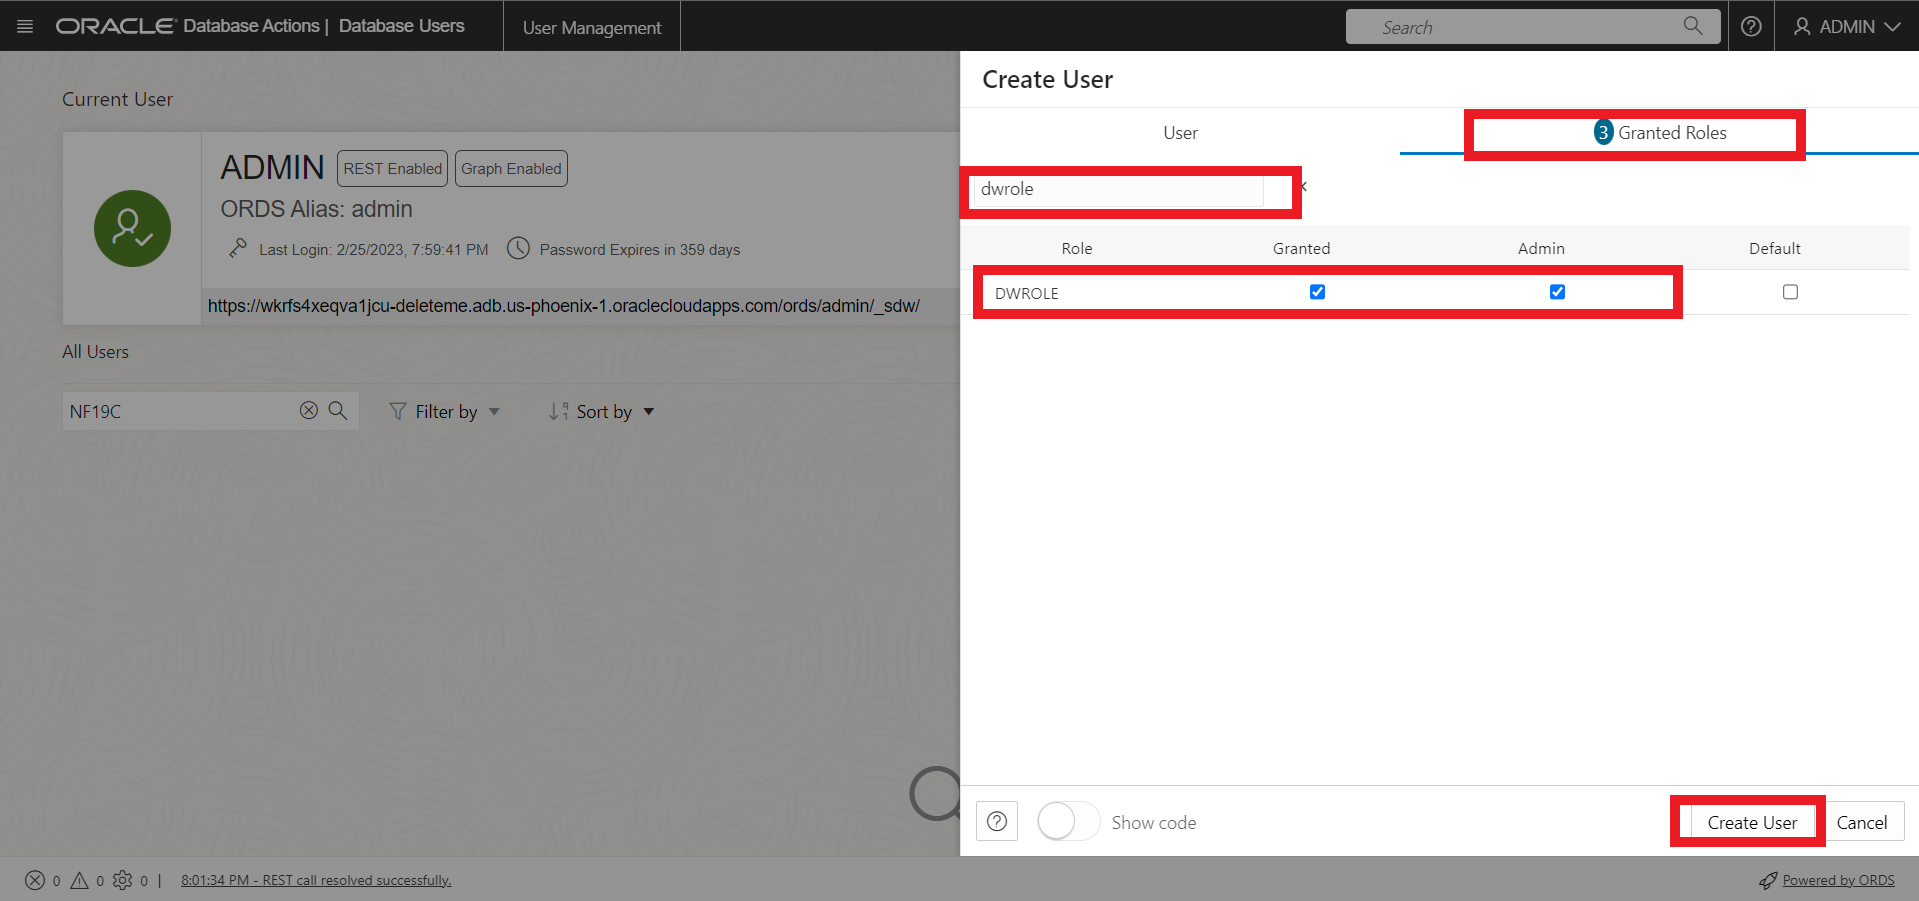 ORACLE Database Actions | Database Users
User Management
Search
ADMIN
Current User
ADMIN
REST Enabled
Graph Enabled
ORDS Alias: admin
Last Login: 2/25/2023, 7:59:41 PM
Password Expires in 359 days
https://wkrfs4xeqva1jcu-deleteme.adb.us-phoenix-1.oraclecloudapps.com/ords/admin/_sdw/
All Users
NF19C
Filter by
Sort by
Create User
User
3 Granted Roles
dwrole
Role Granted Admin Default
DWROLE
Show code
Create User
Cancel
0 0 0 | 8:01:34 PM - REST call resolved successfully.
Powered by ORDS